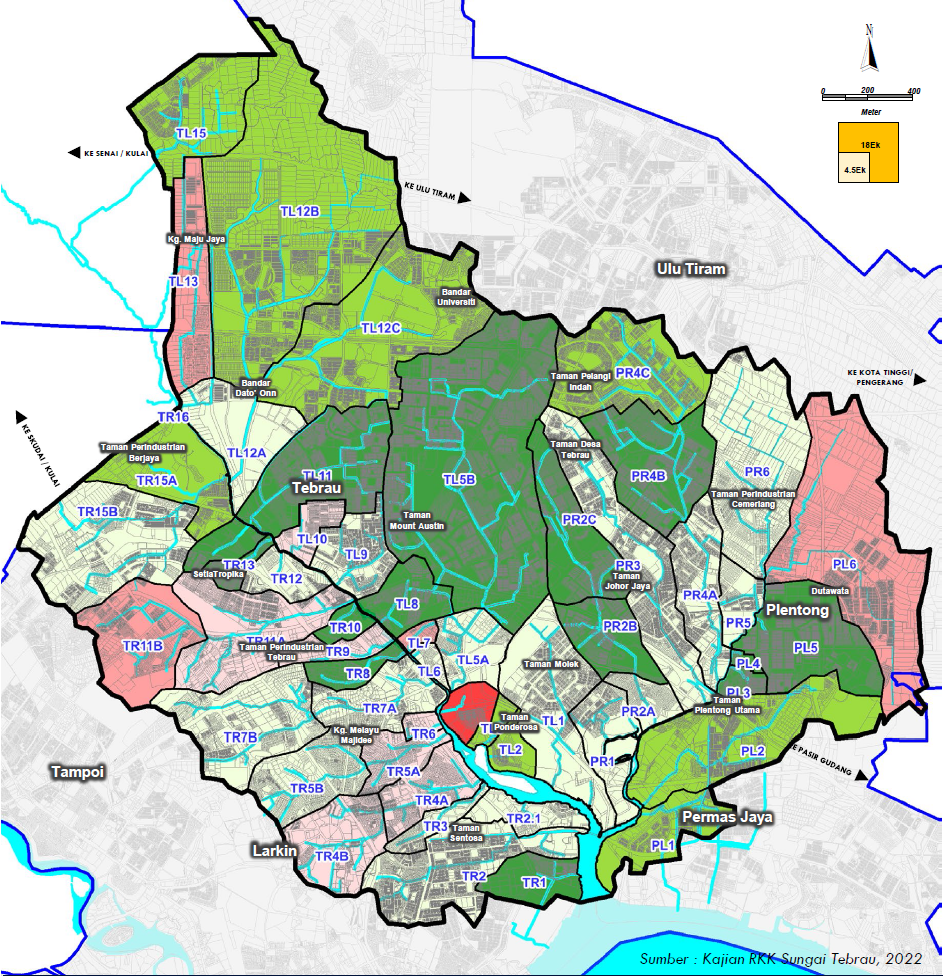 N
0 200 400
Meter
18Ek
4.5Ek
TL15
KE SENAI / KULAI
KE ULU TIRAM
TL12B
Kg. Maju Jaya
Ulu Tiram
TL13
Bandar
Universiti
TL12C
KE KOTA TINGGI/
PENGERANG
Taman Pelangi
Indah
PR4C
Bandar
Dato' Onn
TR16
KE SKUDAI / KULAI
Taman Perindustrian
Berjaya
TL12A
Taman Desa
Tebrau
TR15A
TL11
Tebrau
TL5B
PR4B
PR6
Taman Perindustrian
Cemerlang
TR15B
Taman
Mount Austin
PR2C
TL10
TL9
TR13
SetiaTropika
TR12
PR3
Taman
Johor Jaya
PL6
Dutawata
PR4A
TL8
Plentong
TR10
PR5
PR2B
TR11B
TR11A
Taman Perindustrian
Tebrau
TR9
TL7
PL5
TL5A
Taman Molek
PL4
TR8
TL6
PL3
Taman
Plentong Utama
TR7A
PR2A
TL1
Taman
Ponderosa
TR7B
Kg. Melayu
Majidee
TR6
TL2
PL2
KE PASIR GUDANG
PR1
Tampoi
TR5A
TR5B
TR4A
TR3
Taman
Sentosa
TR2.1
Permas Jaya
Larkin
TR4B
PL1
TR2
TR1
Sumber : Kajian RKK Sungai Tebrau, 2022